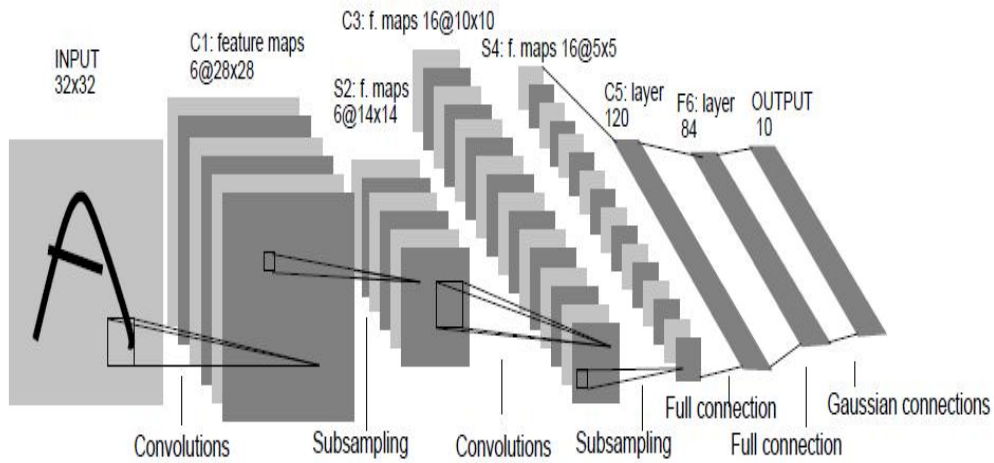 INPUT
32x32
C1: feature maps
6@28x28
S2: f. maps
6@14x14
C3: f. maps 16@10x10
S4: f. maps 16@5x5
C5: layer
120
F6: layer
84
OUTPUT
10
Convolutions
Subsampling
Convolutions
Subsampling
Full connection
Full connection
Gaussian connections